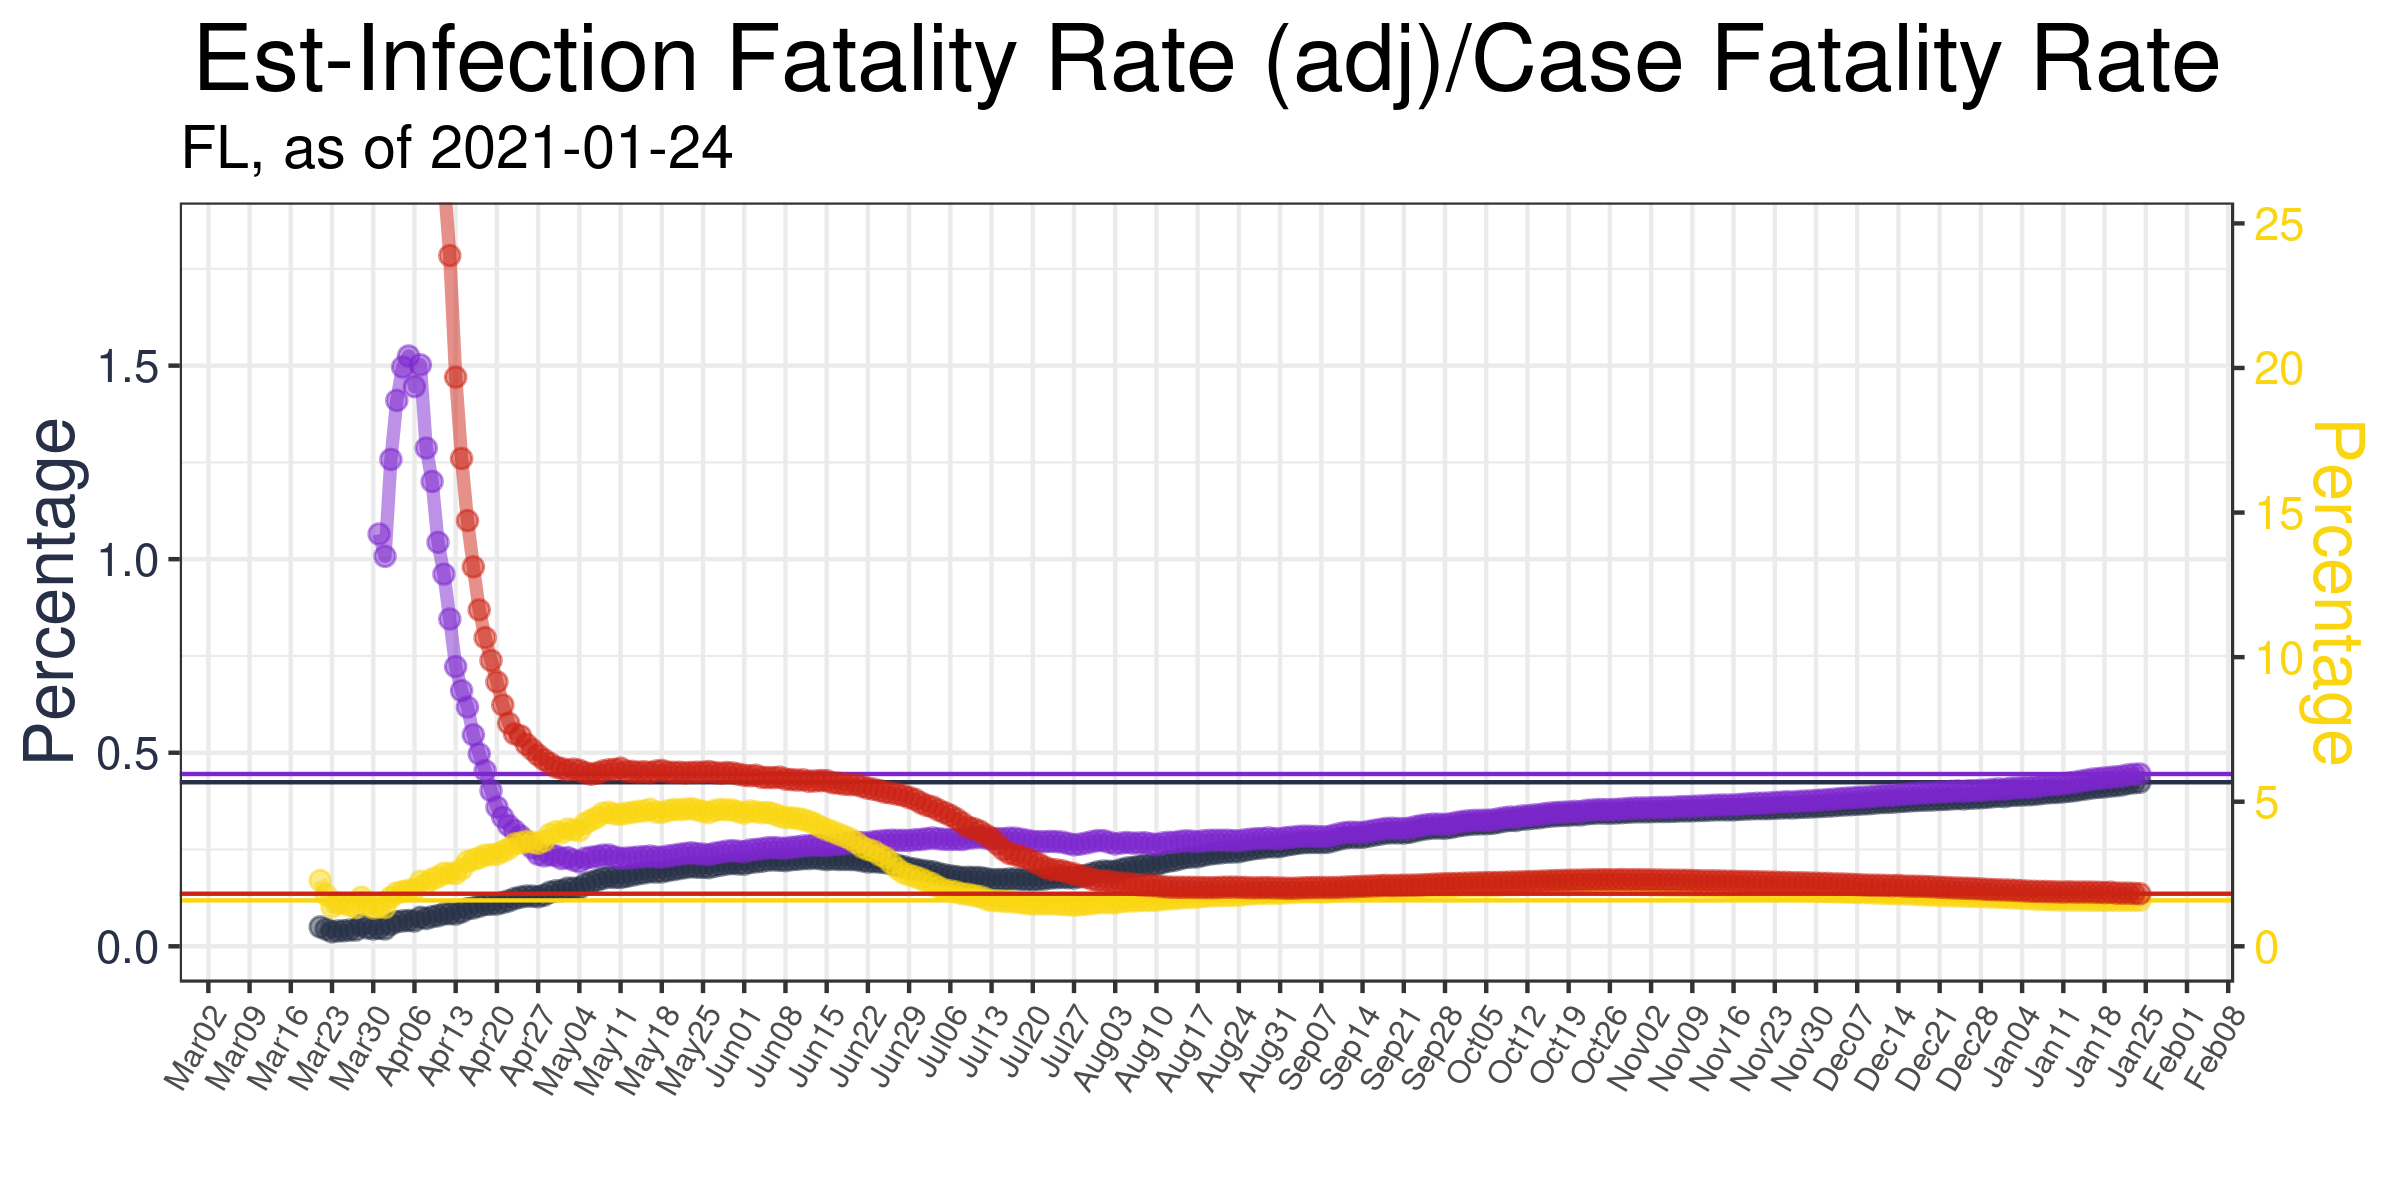 Est-Infection Fatality Rate (adj)/Case Fatality Rate
FL, as of 2021-01-24
Percentage
1.5
1.0
0.5
0.0
25
20
15
10
5
0
Percentage
Mar02
Mar09
Mar16
Mar23
Mar30
Apr06
Apr13
Apr20
Apr27
May04
May11
May18
May25
Jun01
Jun08
Jun15
Jun22
Jun29
Jul06
Jul13
Jul20
Jul27
Aug03
Aug10
Aug17
Aug24
Aug31
Sep07
Sep14
Sep21
Sep28
Oct05
Oct12
Oct19
Oct26
Nov02
Nov09
Nov16
Nov23
Nov30
Dec07
Dec14
Dec21
Dec28
Jan04
Jan11
Jan18
Jan25
Feb01
Feb08